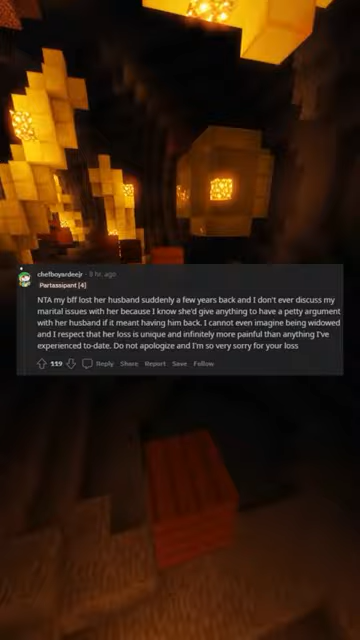 chefboyardeejr · 8 hr. ago
Partassipant [4]
NTA my bff lost her husband suddenly a few years back and I don't ever discuss my
marital issues with her because I know she'd give anything to have a petty argument
with her husband if it meant having him back. I cannot even imagine being widowed
and I respect that her loss is unique and infinitely more painful than anything I've
experienced to-date. Do not apologize and I'm so very sorry for your loss
119 Reply Share Report Save Follow